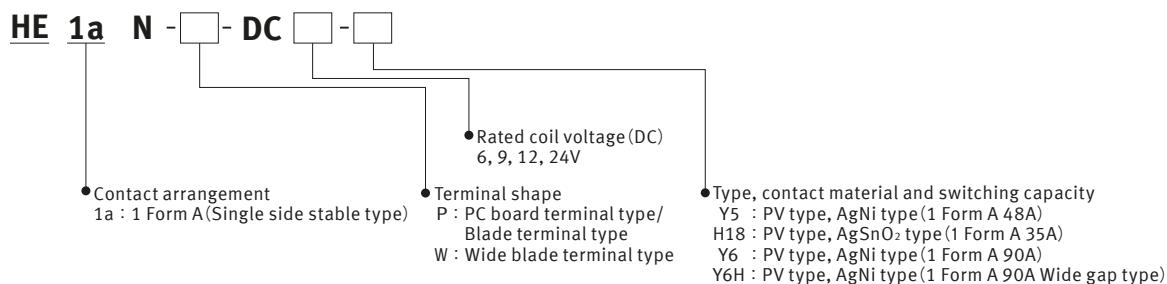 HE 1a N - □ - DC □ - □
Rated coil voltage (DC)
6, 9, 12, 24V
Contact arrangement
1a : 1 Form A (Single side stable type)
Terminal shape
P : PC board terminal type/
Blade terminal type
W : Wide blade terminal type
Type, contact material and switching capacity
Y5 : PV type, AgNi type (1 Form A 48A)
H18 : PV type, AgSnO₂ type (1 Form A 35A)
Y6 : PV type, AgNi type (1 Form A 90A)
Y6H : PV type, AgNi type (1 Form A 90A Wide gap type)